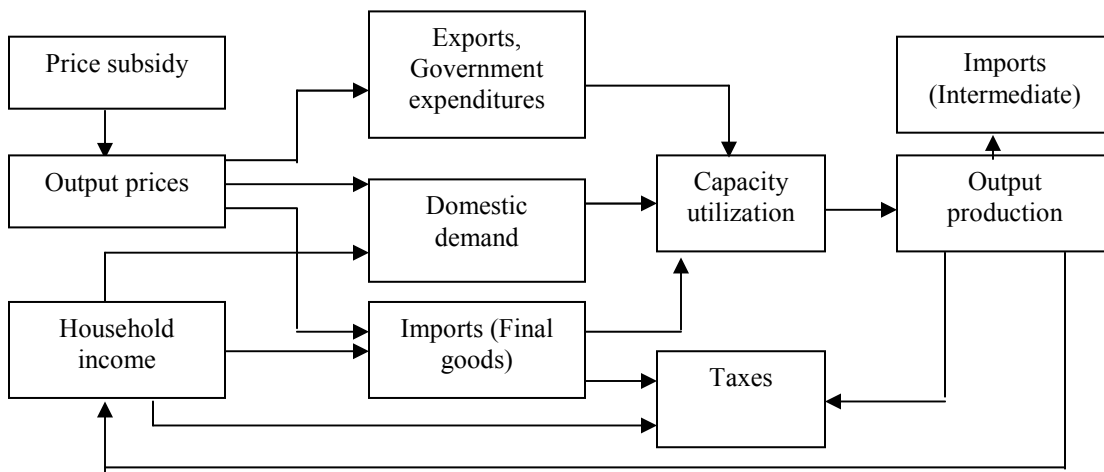 Price subsidy
Exports,
Government
expenditures
Imports
(Intermediate)
Output prices
Domestic
demand
Capacity
utilization
Output
production
Household
income
Imports (Final
goods)
Taxes